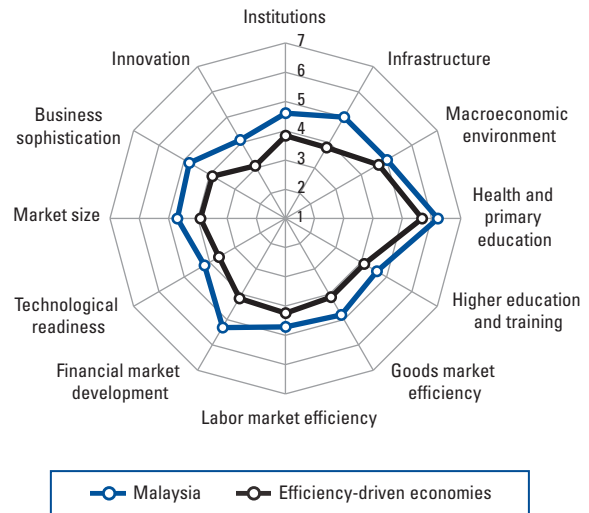 Institutions
7
Innovation
Infrastructure
6
5
Business
sophistication
Macroeconomic
environment
4
3
2
Market size
1
Health and
primary
education
Technological
readiness
Higher education
and training
Financial market
development
Goods market
efficiency
Labor market efficiency
Malaysia
Efficiency-driven economies